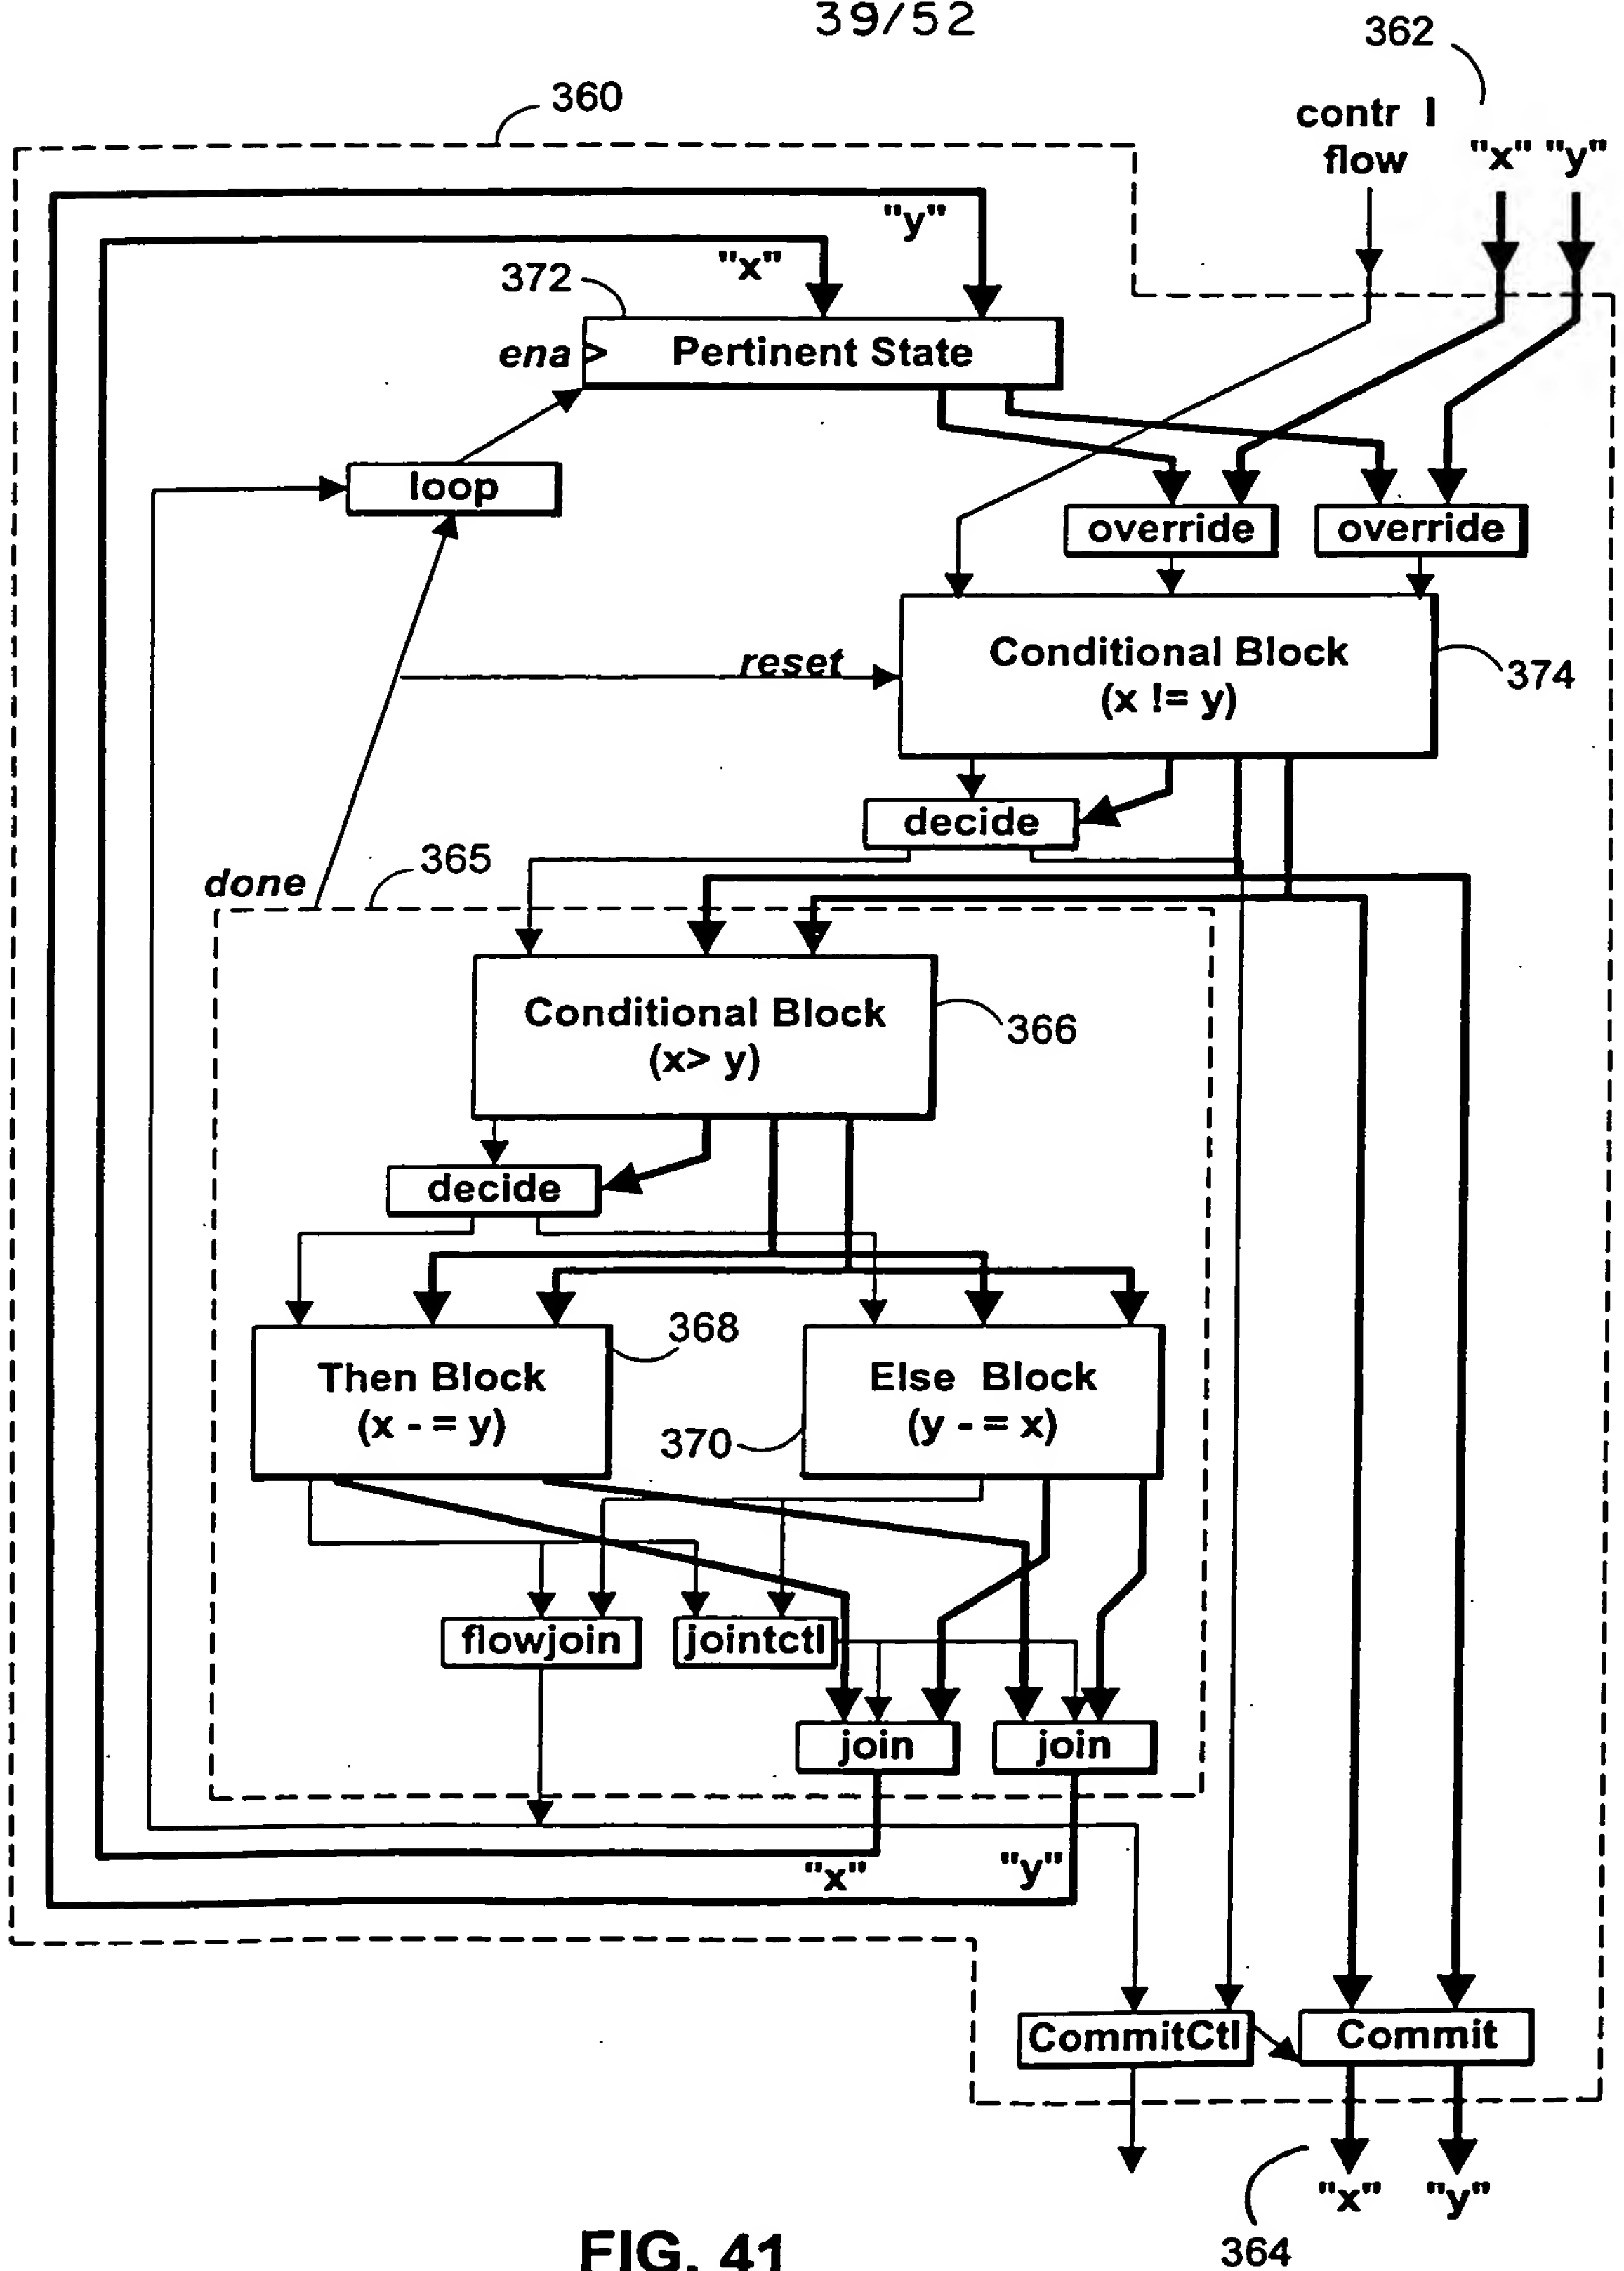 39/52
362
360
contr l
flow
"x" "y"
"y"
"x"
372
ena
Pertinent State
loop
override
override
reset
Conditional Block
(x != y)
374
decide
done
365
Conditional Block
(x> y)
366
decide
368
Then Block
(x - = y)
Else Block
(y - = x)
370
flowjoin
jointctl
join
join
"x"
"y"
CommitCtl
Commit
"x"
"y"
364
FIG. 41